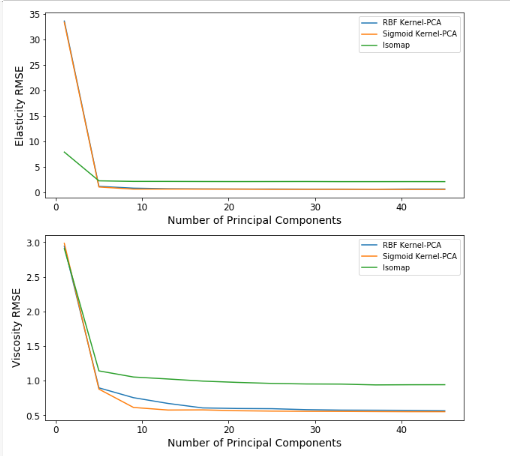 35
30
25
20
15
10
5
0
Elasticity RMSE
RBF Kernel-PCA
Sigmoid Kernel-PCA
Isomap
0 10 20 30 40
Number of Principal Components
3.0
2.5
2.0
1.5
1.0
0.5
Viscosity RMSE
RBF Kernel-PCA
Sigmoid Kernel-PCA
Isomap
0 10 20 30 40
Number of Principal Components